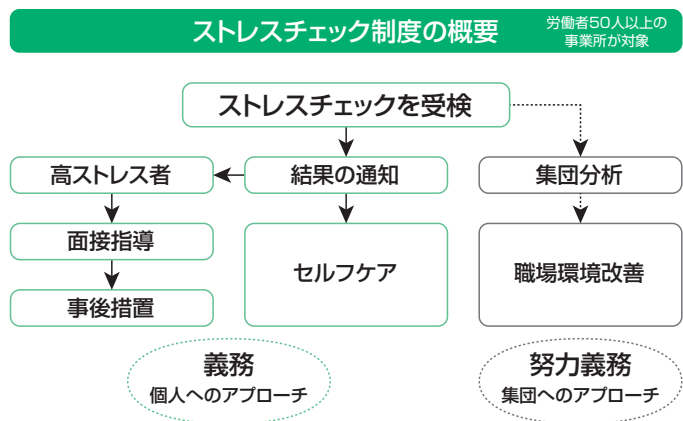 ストレスチェック制度の概要
労働者50人以上の
事業所が対象
ストレスチェックを受検
高ストレス者
結果の通知
集団分析
面接指導
セルフケア
職場環境改善
事後措置
義務
個人へのアプローチ
努力義務
集団へのアプローチ